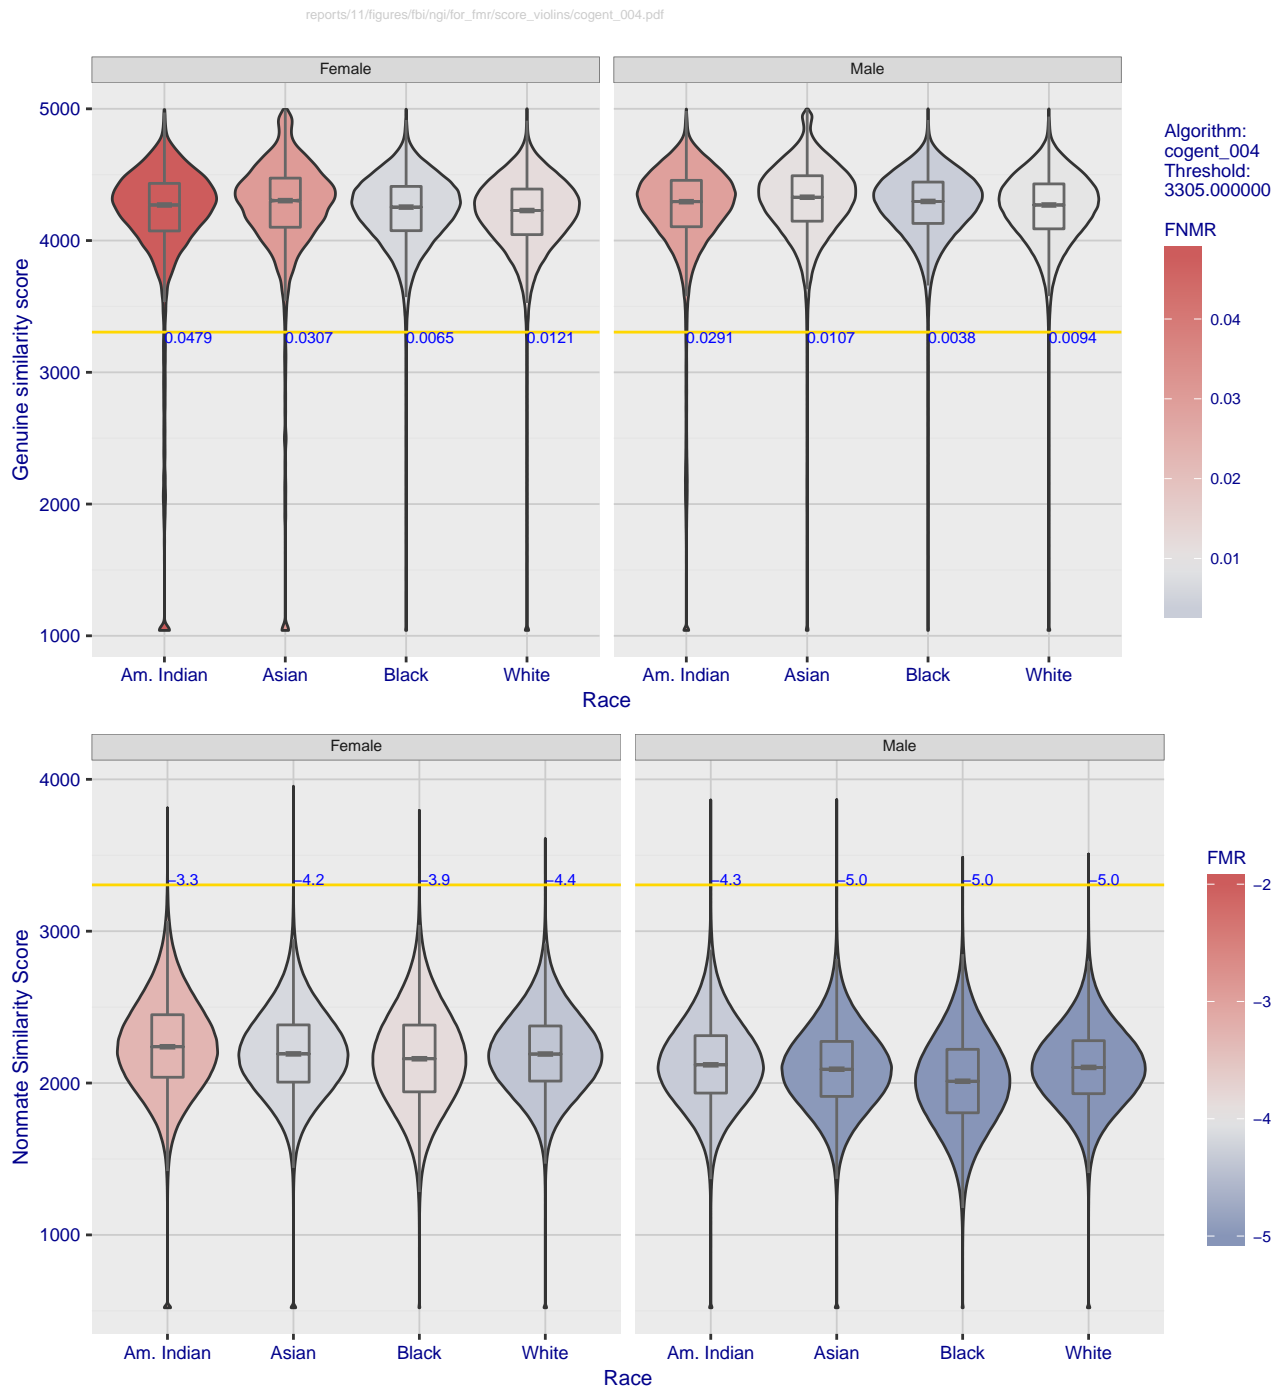 reports/11/figures/fbi/ngi/for_fmr/score_violins/cogent_004.pdf
Female
Male
Genuine similarity score
5000
4000
3000
2000
1000
0.0479
0.0307
0.0065
0.0121
0.0291
0.0107
0.0038
0.0094
Am. Indian
Asian
Black
White
Am. Indian
Asian
Black
White
Race
Algorithm:
cogent_004
Threshold:
3305.000000
FNMR
0.04
0.03
0.02
0.01
Female
Male
Nonmate Similarity Score
4000
3000
2000
1000
−3.3
−4.2
−3.9
−4.4
−4.3
−5.0
−5.0
−5.0
Am. Indian
Asian
Black
White
Am. Indian
Asian
Black
White
Race
FMR
−2
−3
−4
−5